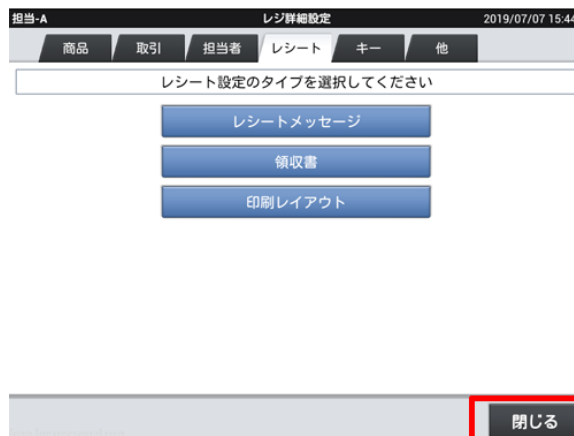 担当-A レジ詳細設定 2019/07/07 15:44
商品 取引 担当者 レシート キー 他
レシート設定のタイプを選択してください
レシートメッセージ
領収書
印刷レイアウト
閉じる